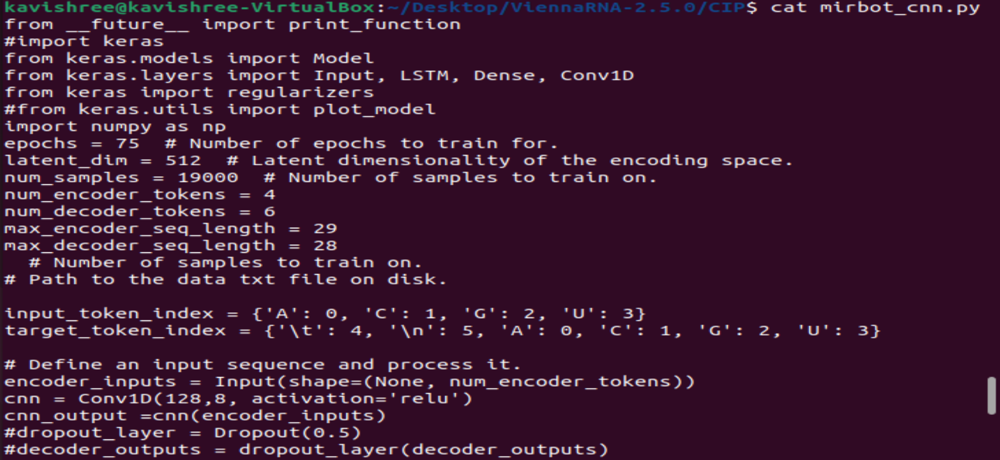 kavishree@kavishree-VirtualBox:~/Desktop/ViennaRNA-2.5.0/CIP$ cat mirbot_cnn.py
from __future__ import print_function
#import keras
from keras.models import Model
from keras.layers import Input, LSTM, Dense, Conv1D
from keras import regularizers
#from keras.utils import plot_model
import numpy as np
epochs = 75  # Number of epochs to train for.
latent_dim = 512  # Latent dimensionality of the encoding space.
num_samples = 19000  # Number of samples to train on.
num_encoder_tokens = 4
num_decoder_tokens = 6
max_encoder_seq_length = 29
max_decoder_seq_length = 28
  # Number of samples to train on.
# Path to the data txt file on disk.

input_token_index = {'A': 0, 'C': 1, 'G': 2, 'U': 3}
target_token_index = {'\t': 4, '\n': 5, 'A': 0, 'C': 1, 'G': 2, 'U': 3}

# Define an input sequence and process it.
encoder_inputs = Input(shape=(None, num_encoder_tokens))
cnn = Conv1D(128,8, activation='relu')
cnn_output =cnn(encoder_inputs)
#dropout_layer = Dropout(0.5)
#decoder_outputs = dropout_layer(decoder_outputs)